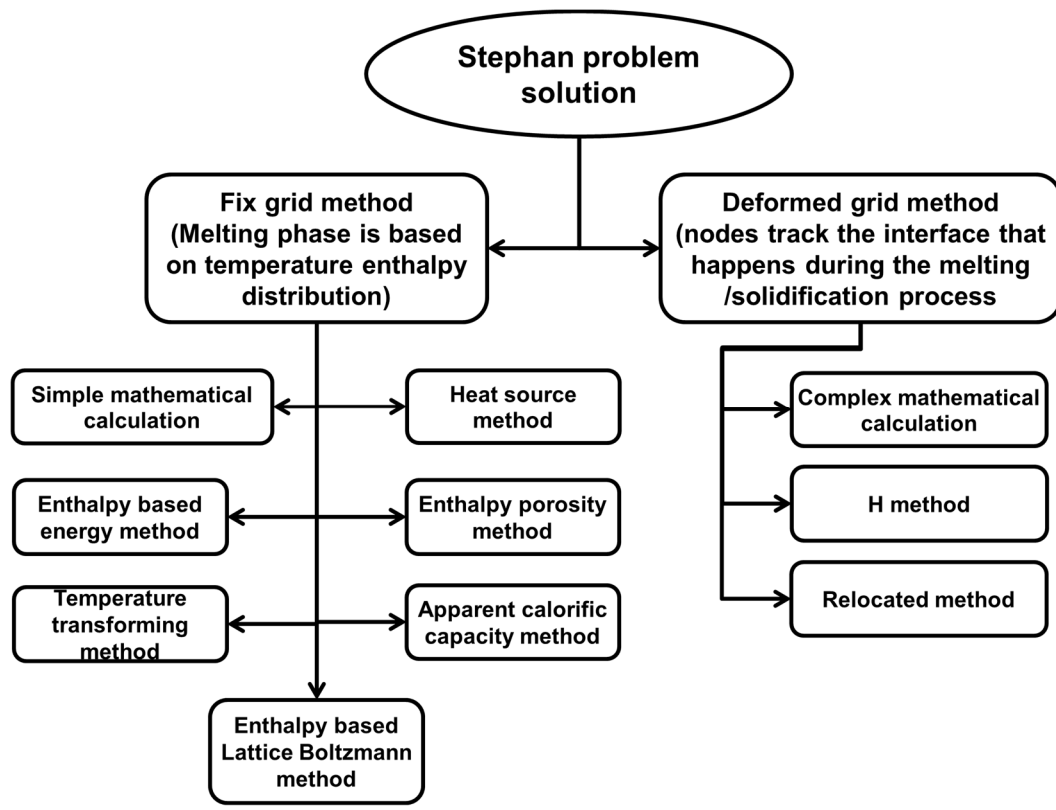 Stephan problem
solution
Fix grid method
(Melting phase is based
on temperature enthalpy
distribution)
Deformed grid method
(nodes track the interface that
happens during the melting
/solidification process
Simple mathematical
calculation
Heat source
method
Enthalpy based
energy method
Enthalpy porosity
method
Temperature
transforming
method
Apparent calorific
capacity method
Enthalpy based
Lattice Boltzmann
method
Complex mathematical
calculation
H method
Relocated method